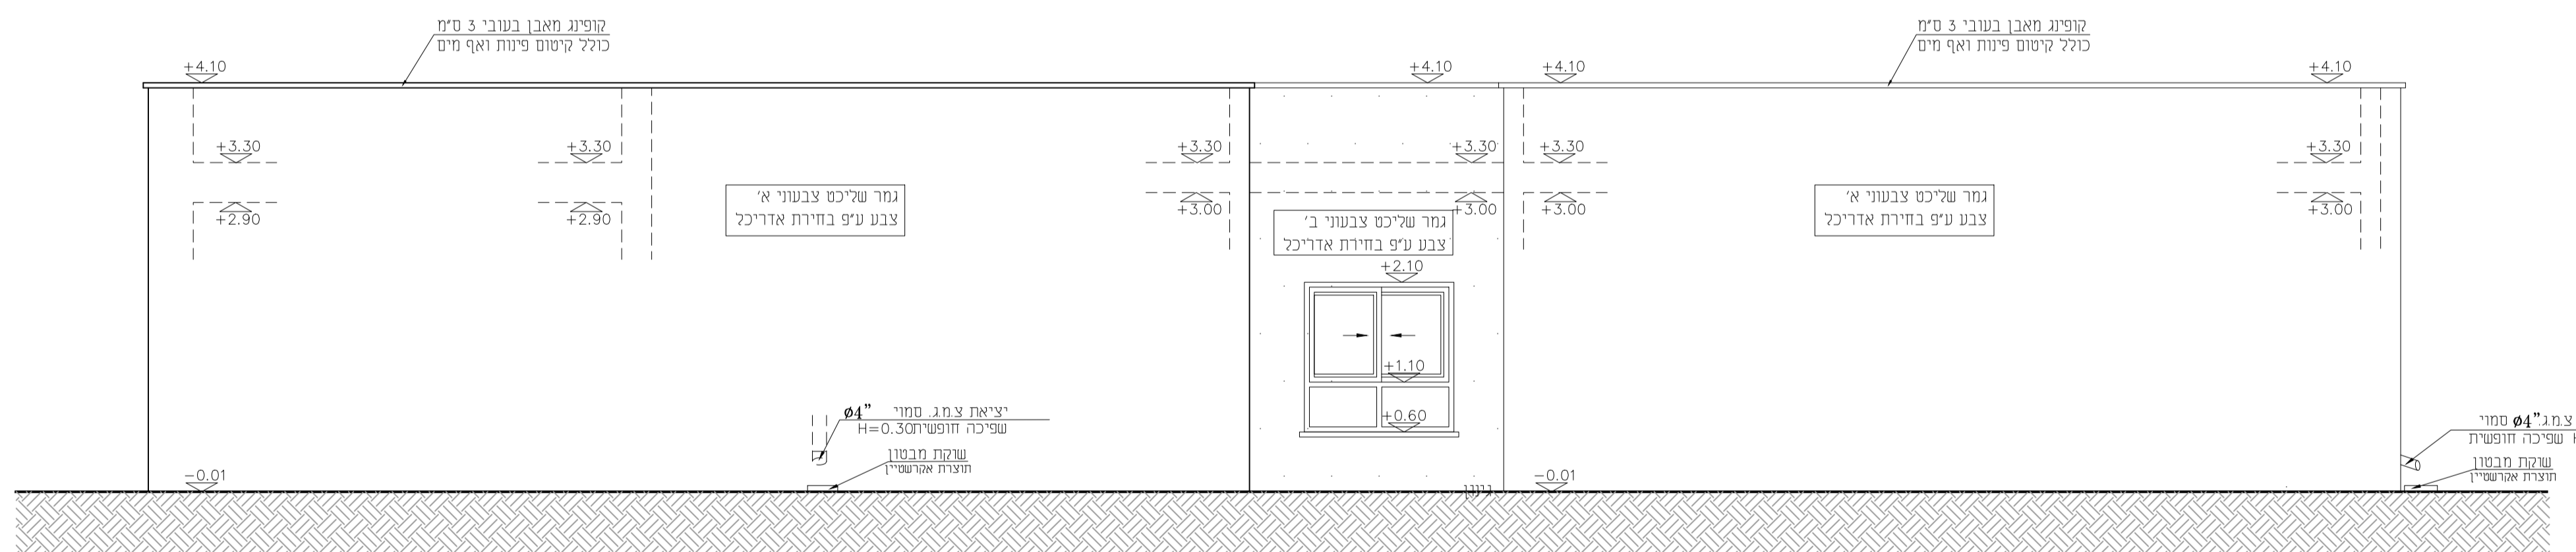 קופינג מאבן בעובי 3 ס"מ
כולל קיטום פינות ואף מים
קופינג מאבן בעובי 3 ס"מ
כולל קיטום פינות ואף מים
+4.10
+4.10
+4.10
+4.10
+3.30
+3.30
+3.30
+3.30
+3.30
+3.30
+2.90
+2.90
+3.00
+3.00
+3.00
+3.00
גמר שליכט צבעוני א'
צבע ע"פ בחירת אדריכל
גמר שליכט צבעוני ב'
צבע ע"פ בחירת אדריכל
גמר שליכט צבעוני א'
צבע ע"פ בחירת אדריכל
+2.10
+1.10
+0.60
יציאת צ.מ.ג. סמוי ø4"
שפיכה חופשית H=0.30
שוקת מבטון
תוצרת אקרשטיין
צ.מ.ג. ø4" סמוי
שפיכה חופשית
שוקת מבטון
תוצרת אקרשטיין
-0.01
גינון
-0.01